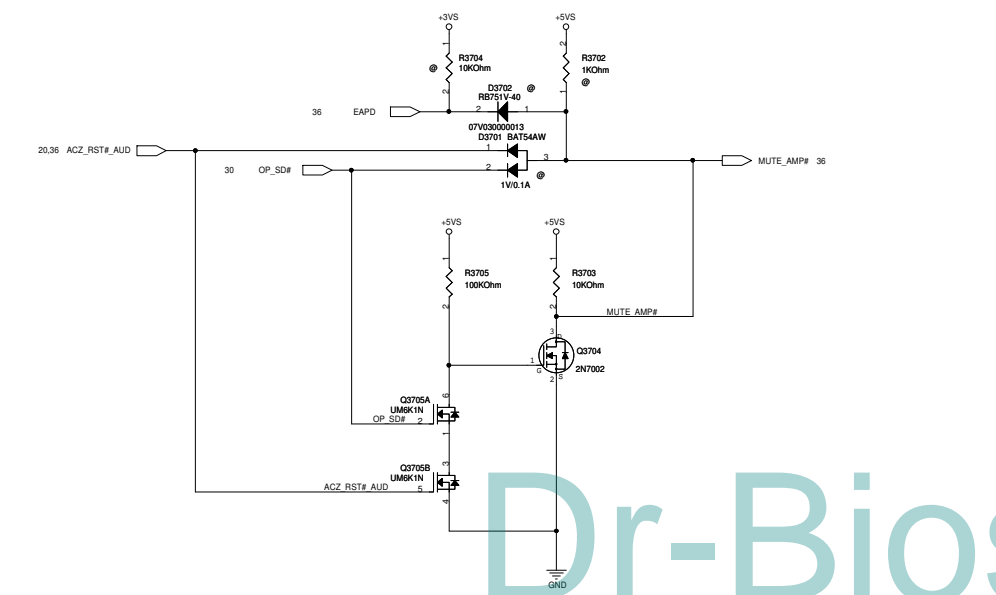 +3VS
+5VS
1
2
R3704
10KOhm
@
2
1
R3702
1KOhm
@
D3702
RB751V-40
@
36 EAPD
2
1
07V030000013
D3701 BAT54AW
20,36 ACZ_RST#_AUD
1
3
MUTE_AMP# 36
30 OP_SD#
2
@
1V/0.1A
+5VS
+5VS
1
2
R3705
100KOhm
1
2
R3703
10KOhm
MUTE_AMP#
3
D
1
G
2
S
Q3704
2N7002
6
Q3705A
UM6K1N
OP_SD# 2
1
3
Q3705B
UM6K1N
ACZ_RST#_AUD 5
4
GND
Dr-Bios